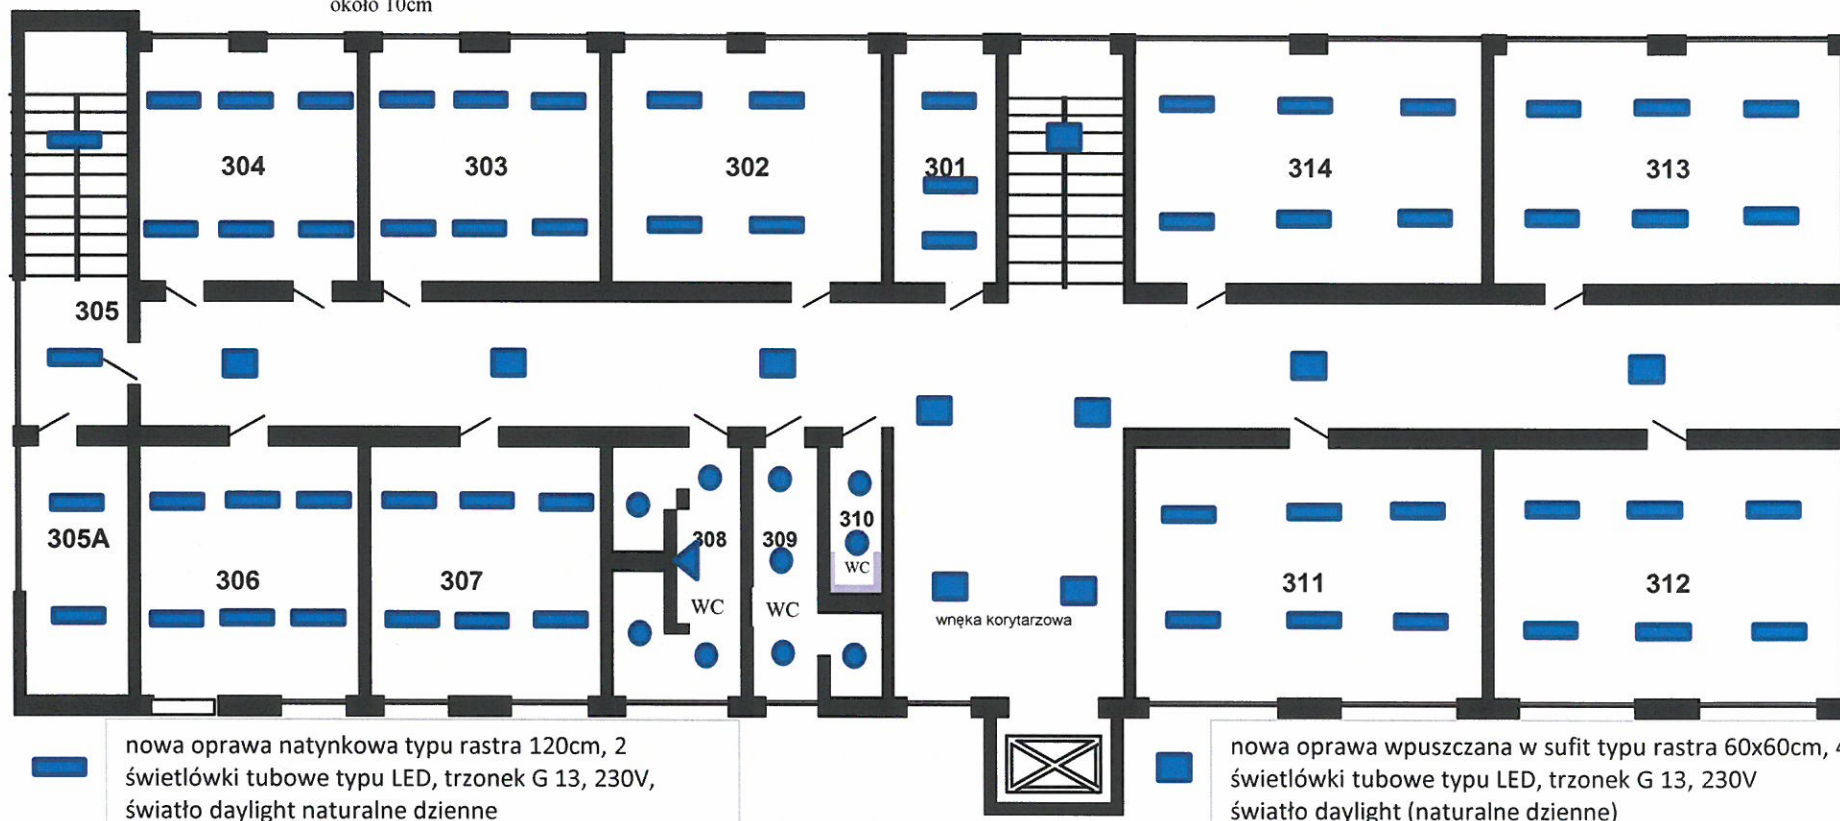 około 10cm
304
303
302
301
314
313
305
305A
306
307
308
WC
309
WC
310
WC
wnęka korytarzowa
311
312
nowa oprawa natynkowa typu rastra 120cm, 2
świetlówki tubowe typu LED, trzonek G 13, 230V,
światło daylight naturalne dzienne
nowa oprawa wpuszczana w sufit typu rastra 60x60cm, 4
świetlówki tubowe typu LED, trzonek G 13, 230V
światło daylight (naturalne dzienne)